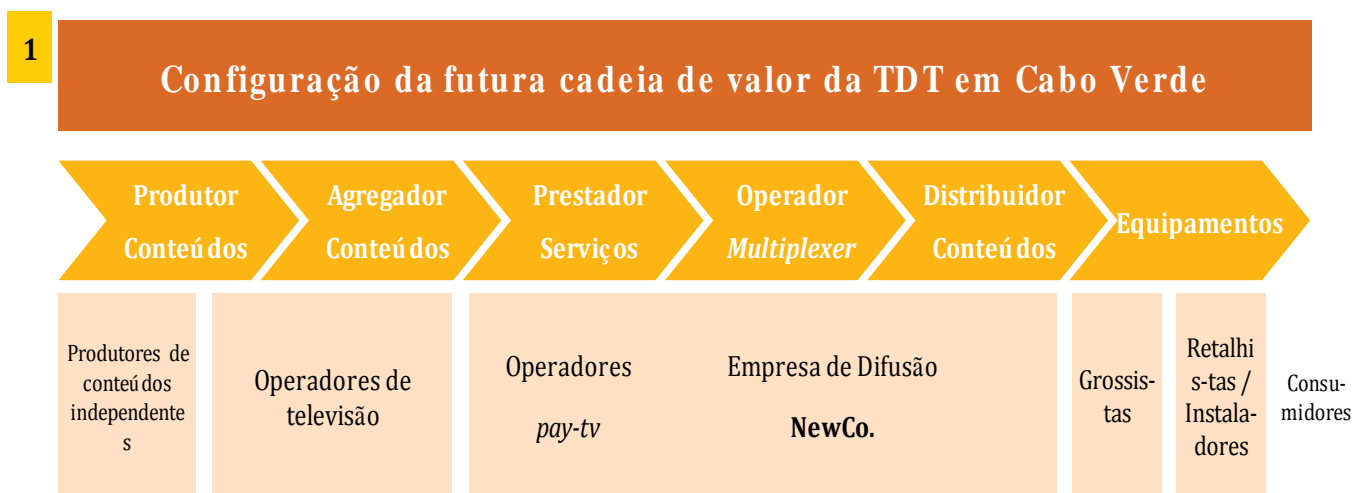 1
Configuração da futura cadeia de valor da TDT em Cabo Verde
Produtor
Conteúdos
Agregador
Conteúdos
Prestador
Serviços
Operador
Multiplexer
Distribuidor
Conteúdos
Equipamentos
Produtores de
conteúdos
independente
s
Operadores de
televisão
Operadores
pay-tv
Empresa de Difusão
NewCo.
Grossis-
tas
Retalhi
s-tas /
Instala-
dores
Consu-
midores